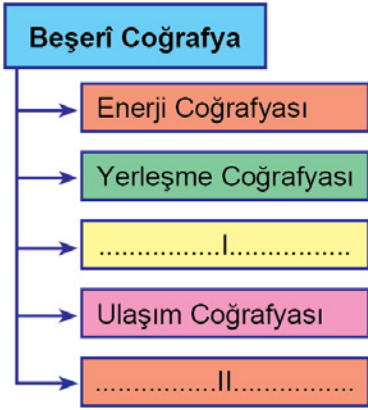 Beşerî Coğrafya
Enerji Coğrafyası
Yerleşme Coğrafyası
.................I.................
Ulaşım Coğrafyası
.................II.................